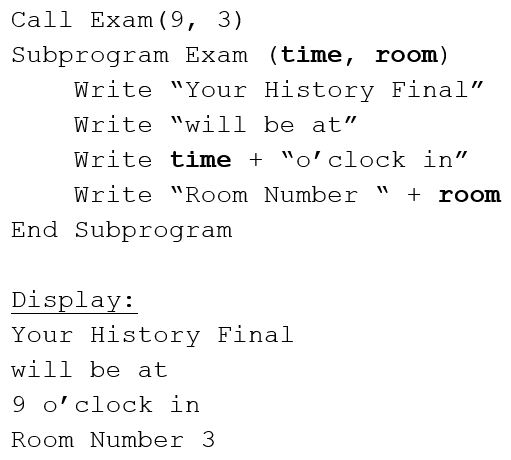 Call Exam(9, 3)
Subprogram Exam (time, room)
Write “Your History Final”
Write “will be at”
Write time + “o’clock in”
Write “Room Number “ + room
End Subprogram
Display:
Your History Final
will be at
9 o’clock in
Room Number 3